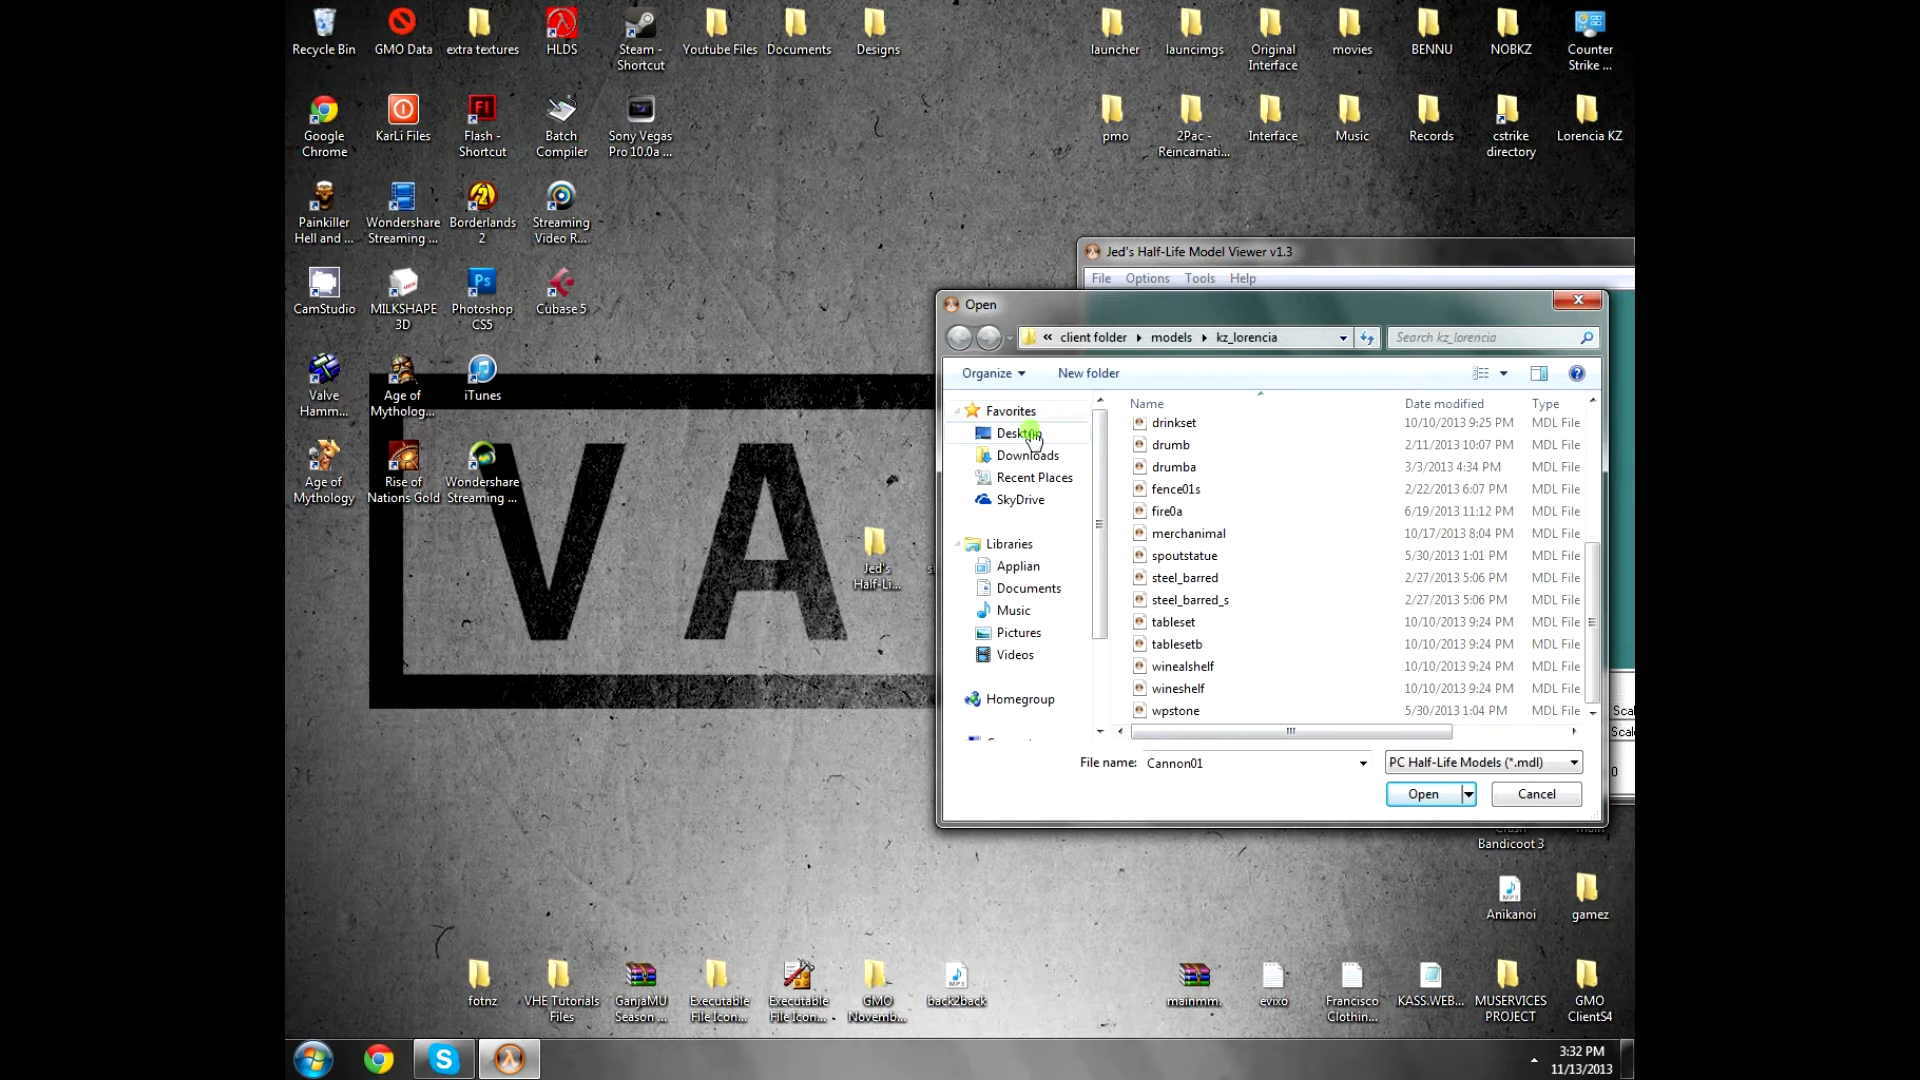 Recycle Bin
GMO Data
extra textures
HLDS
Steam -
Shortcut
Youtube Files
Documents
Designs
launcher
launcimgs
Original
Interface
movies
BENNU
NOBKZ
Counter
Strike ...
Google
Chrome
KarLi Files
Flash -
Shortcut
Batch
Compiler
Sony Vegas
Pro 10.0a ...
pmo
2Pac -
Reincarnati...
Interface
Music
Records
cstrike
directory
Lorencia KZ
Painkiller
Hell and ...
Wondershare
Streaming ...
Borderlands
2
Streaming
Video R...
CamStudio
MILKSHAPE
3D
Photoshop
CS5
Cubase 5
Valve
Hamm...
Age of
Mytholog...
iTunes
Age of
Mythology
Rise of
Nations Gold
Wondershare
Streaming ...
VA
Jed's
Half-Li...
Jed's Half-Life Model Viewer v1.3
File Options Tools Help
Open
« client folder models kz_lorencia
Search kz_lorencia
Organize New folder
Favorites
Desktop
Downloads
Recent Places
SkyDrive
Libraries
Applian
Documents
Music
Pictures
Videos
Homegroup
Name Date modified Type
drinkset 10/10/2013 9:25 PM MDL File
drumb 2/11/2013 10:07 PM MDL File
drumba 3/3/2013 4:34 PM MDL File
fence01s 2/22/2013 6:07 PM MDL File
fire0a 6/19/2013 11:12 PM MDL File
merchanimal 10/17/2013 8:04 PM MDL File
spoutstatue 5/30/2013 1:01 PM MDL File
steel_barred 2/27/2013 5:06 PM MDL File
steel_barred_s 2/27/2013 5:06 PM MDL File
tableset 10/10/2013 9:24 PM MDL File
tablesetb 10/10/2013 9:24 PM MDL File
winealshelf 10/10/2013 9:24 PM MDL File
wineshelf 10/10/2013 9:24 PM MDL File
wpstone 5/30/2013 1:04 PM MDL File
File name: Cannon01
PC Half-Life Models (*.mdl)
Open Cancel
Bandicoot 3
Anikanoi
gamez
fotnz
VHE Tutorials
Files
GanjaMU
Season ...
Executable
File Icon...
Executable
File Icon...
GMO
Novemb...
back2back
mainmm.
evixo
Francisco
Clothin...
KASS.WEB...
MUSERVICES
PROJECT
GMO
ClientS4
3:32 PM
11/13/2013